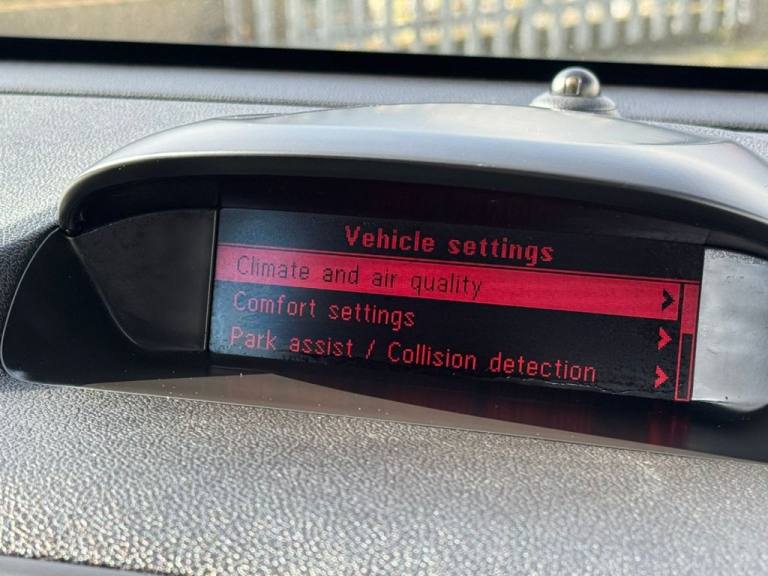 Vehicle settings
Climate and air quality
Comfort settings
Park assist / Collision detection